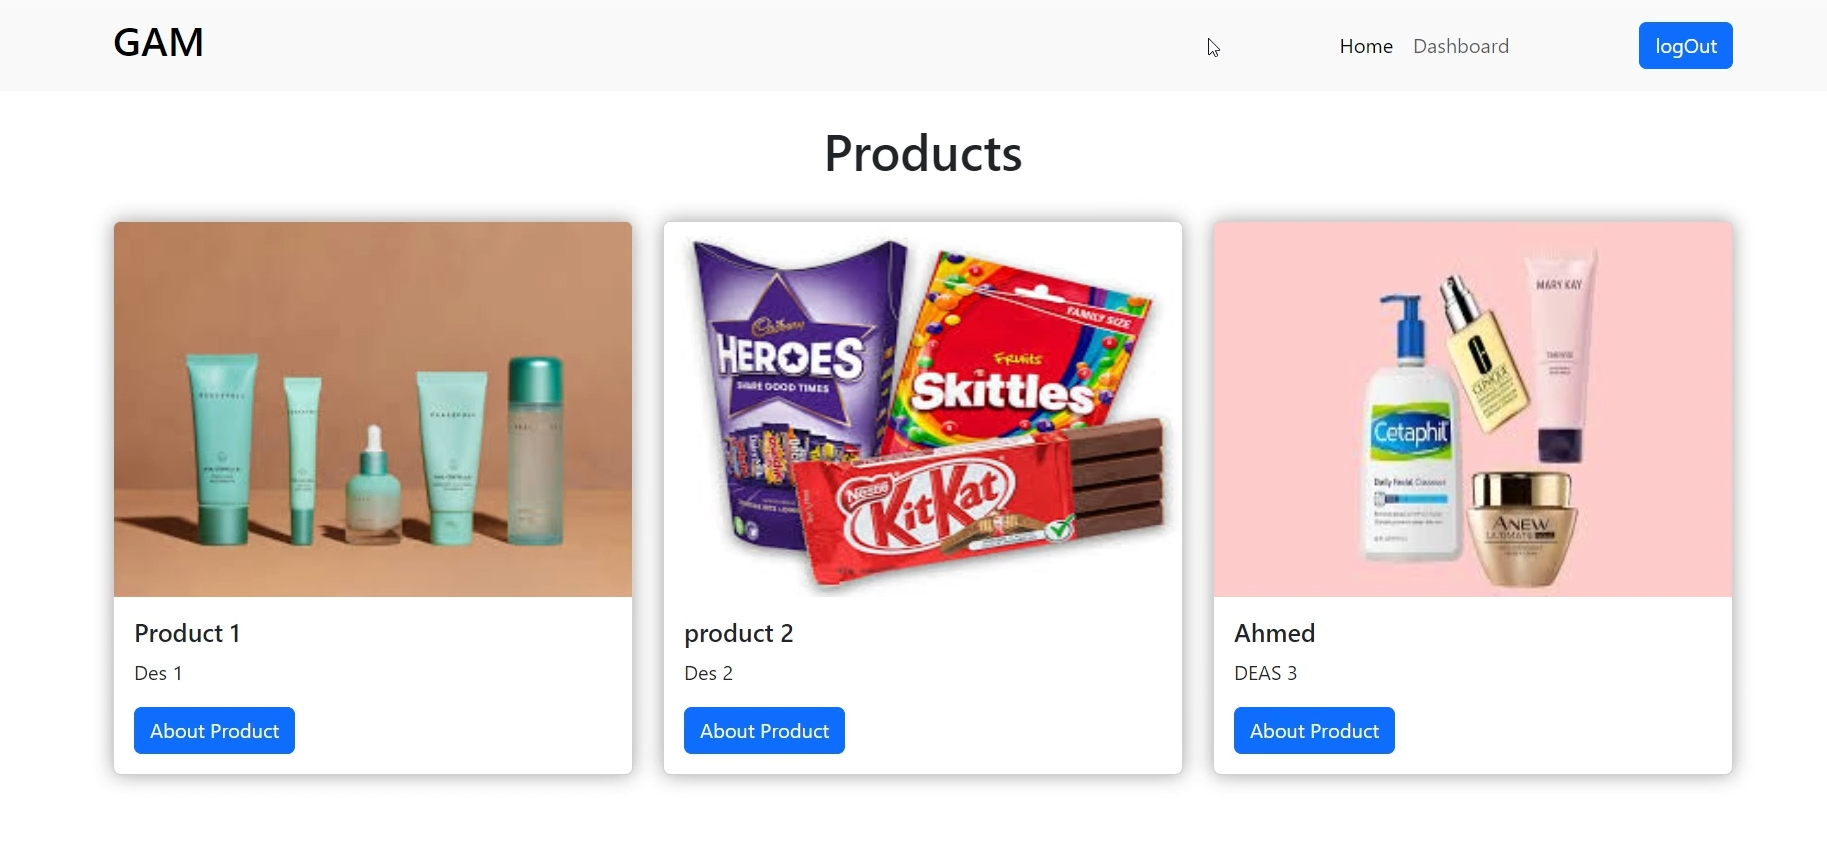 GAM
Home
Dashboard
logOut
Products
Cadbury
HEROES
SHARE GOOD TIMES
FAMILY SIZE
FRUITS
Skittles
Nestle
KitKat
MARY KAY
CLINIQUE
Cetaphil
Daily Facial Cleanser
ANEW
ULTIMATE
Product 1
Des 1
About Product
product 2
Des 2
About Product
Ahmed
DEAS 3
About Product